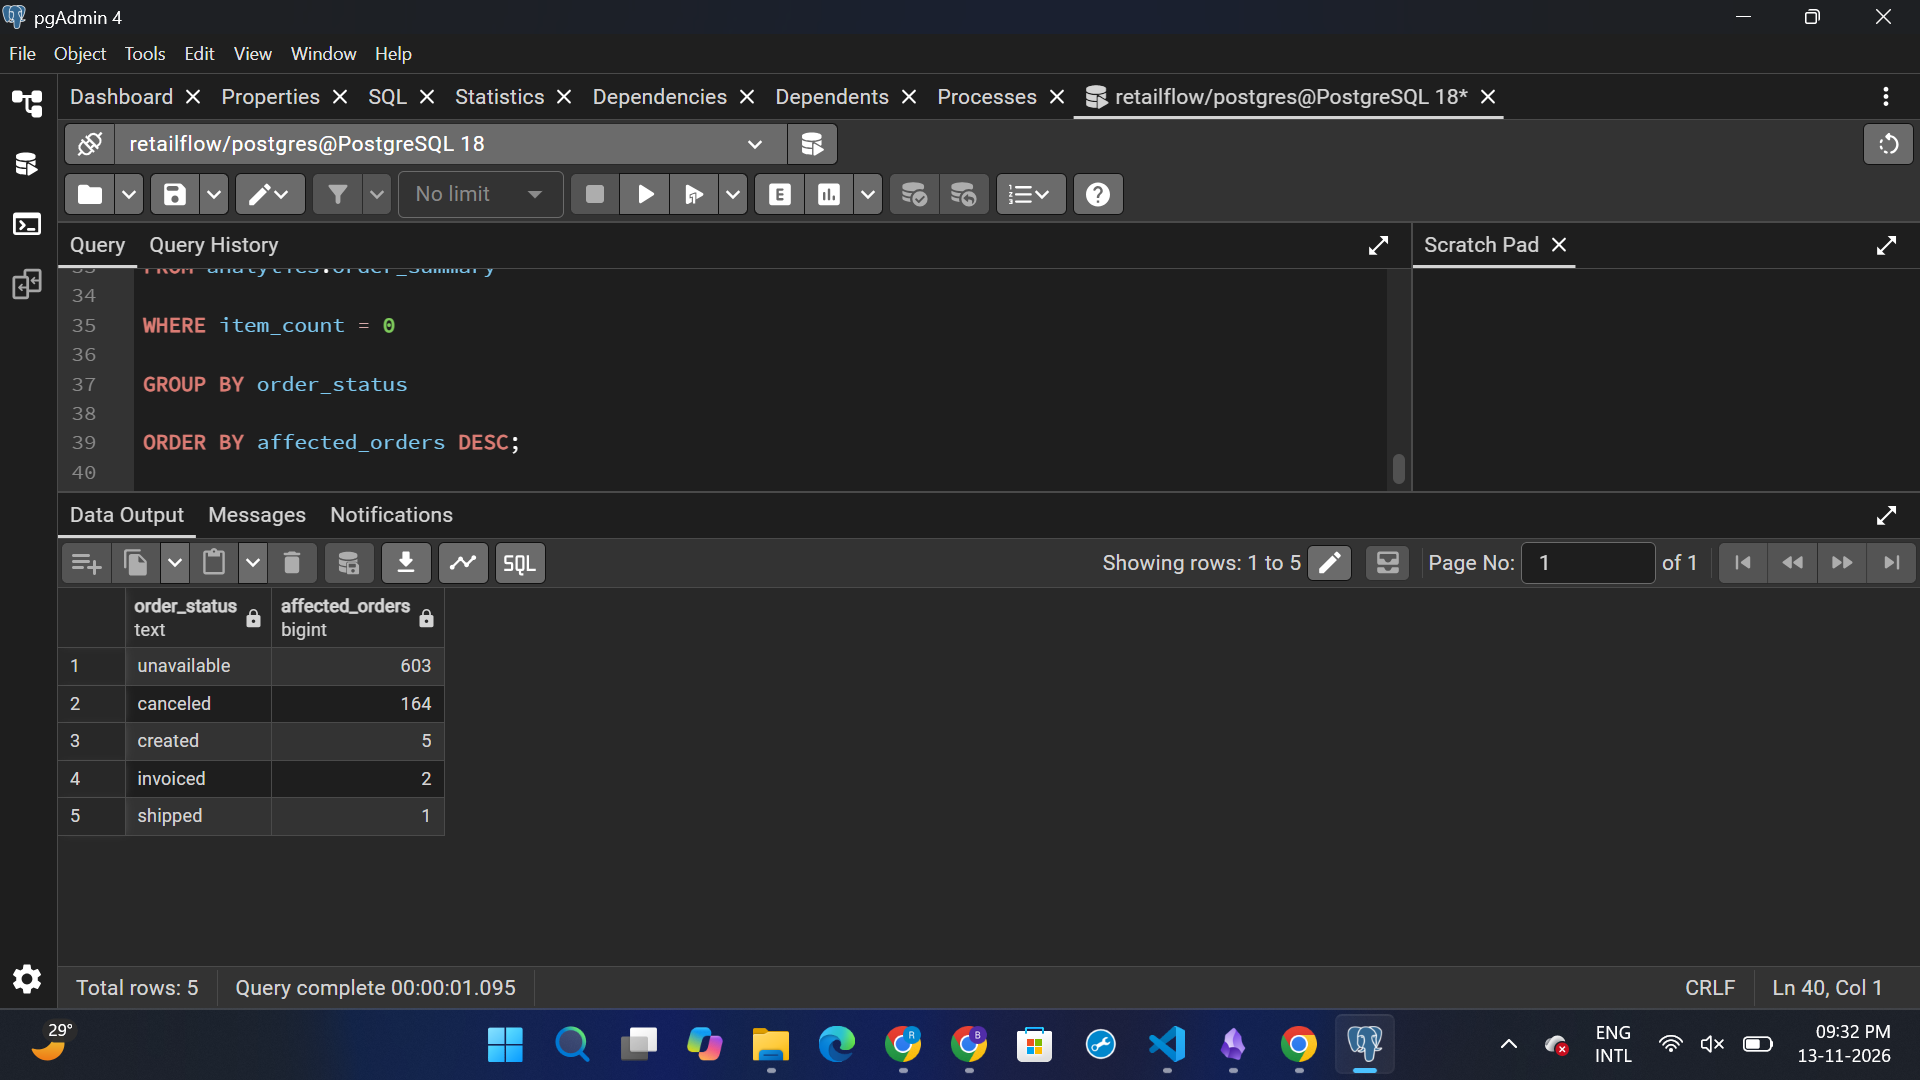 pgAdmin 4
File Object Tools Edit View Window Help
Dashboard Properties SQL Statistics Dependencies Dependents Processes retailflow/postgres@PostgreSQL 18*
retailflow/postgres@PostgreSQL 18
No limit
E
Query Query History Scratch Pad
33 FROM analytics.order_summary
34
35 WHERE item_count = 0
36
37 GROUP BY order_status
38
39 ORDER BY affected_orders DESC;
40
Data Output Messages Notifications
SQL Showing rows: 1 to 5 Page No: 1 of 1
order_status affected_orders
text bigint
1 unavailable 603
2 canceled 164
3 created 5
4 invoiced 2
5 shipped 1
Total rows: 5 Query complete 00:00:01.095 CRLF Ln 40, Col 1
29° R B ENG 09:32 PM
INTL 13-11-2026